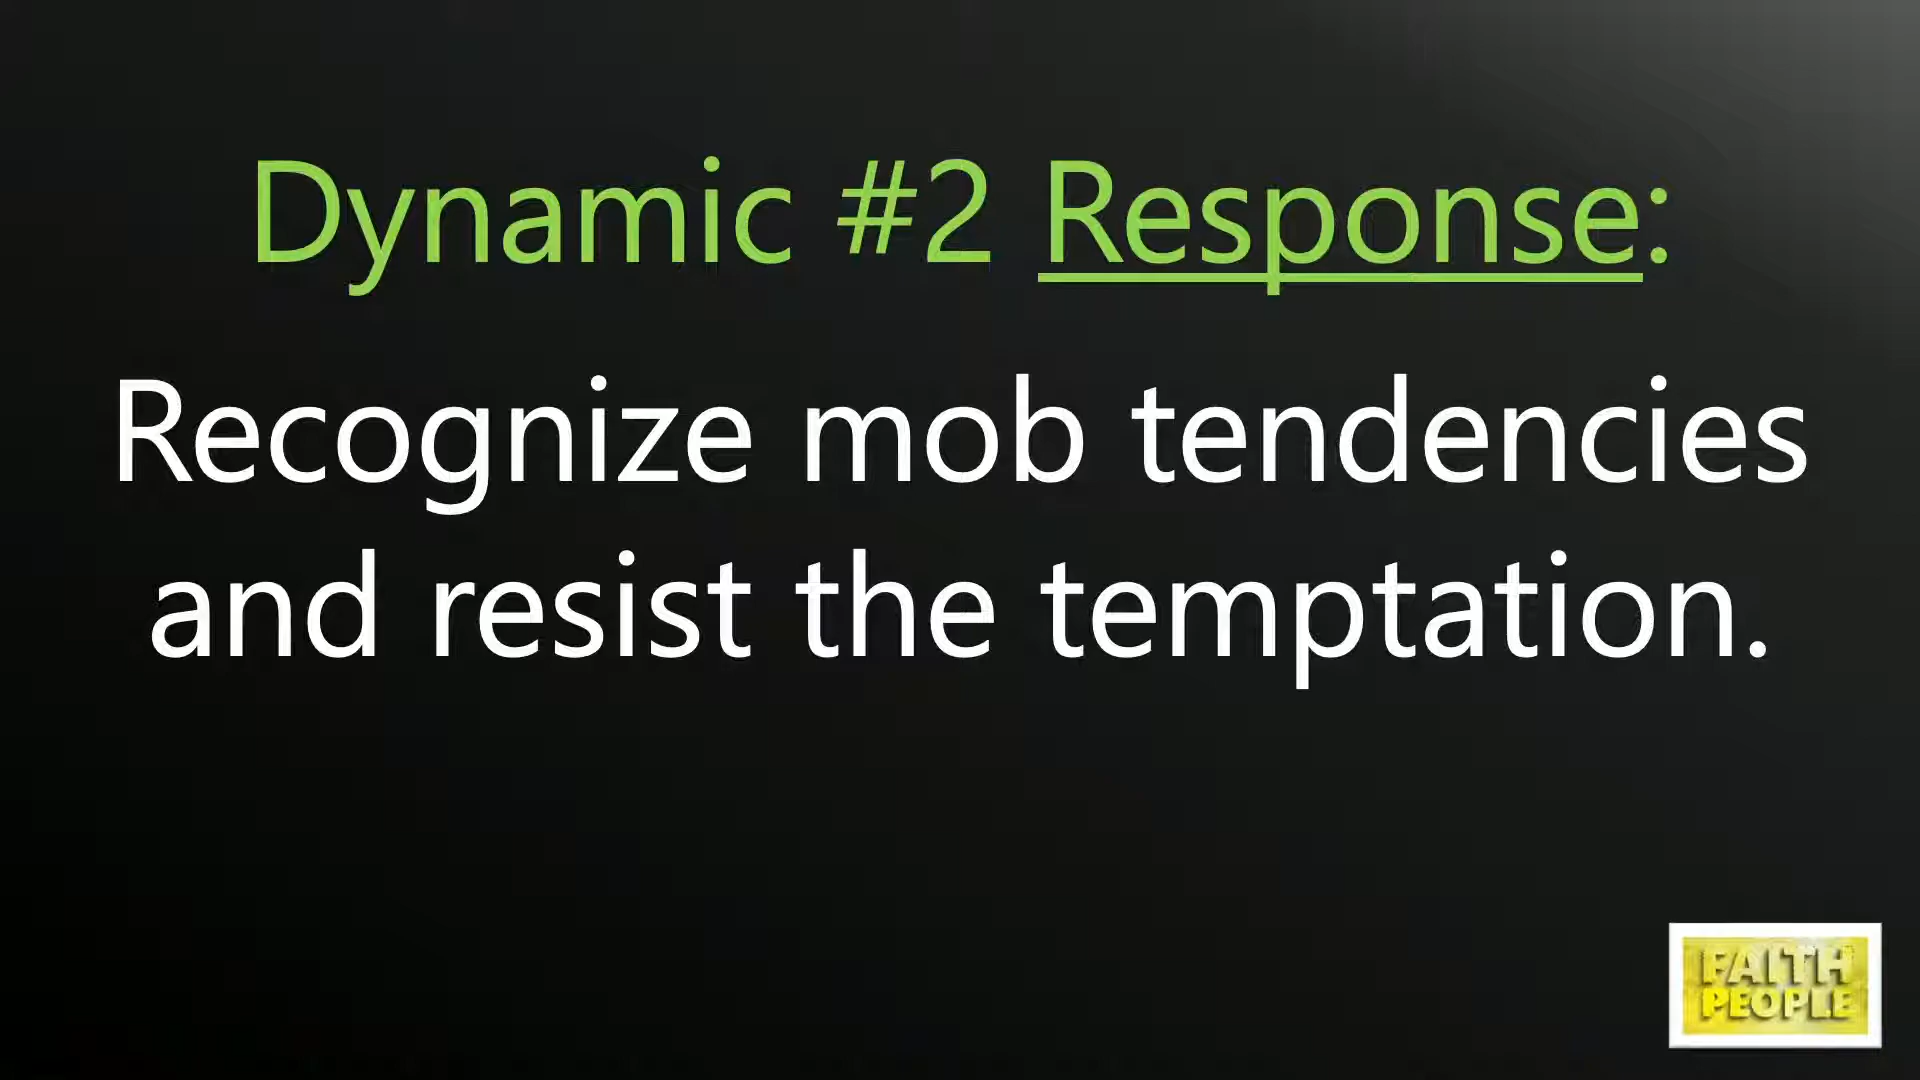 Dynamic #2 Response:
Recognize mob tendencies
and resist the temptation.
FAITH
PEOPLE